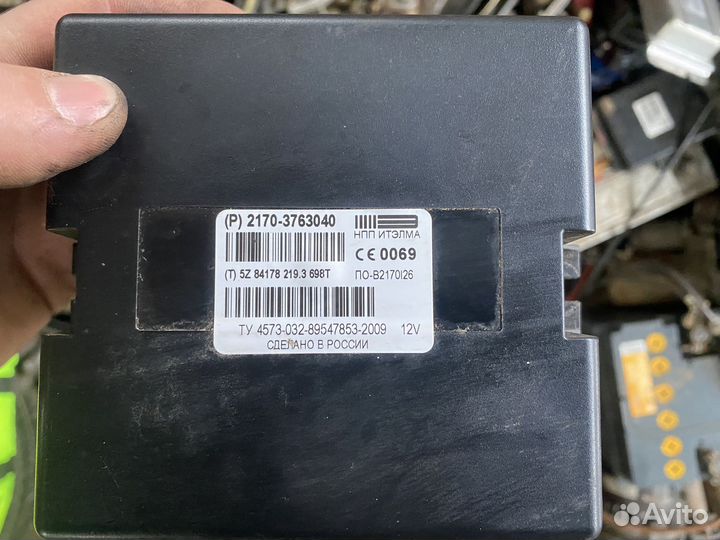 (P) 2170-3763040
НПП ИТЭЛМА
CE 0069
(T) 5Z 84178 219.3 698T
ПО-В2170I26
ТУ 4573-032-89547853-2009 12V
СДЕЛАНО В РОССИИ
Avito